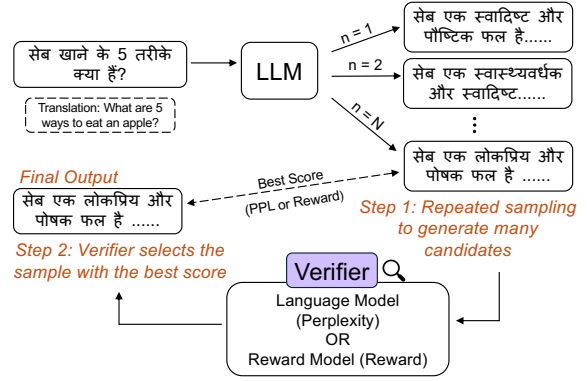 सेब खाने के 5 तरीके
क्या हैं?
Translation: What are 5
ways to eat an apple?
LLM
n = 1
n = 2
n = N
सेब एक स्वादिष्ट और
पौष्टिक फल है......
सेब एक स्वास्थ्यवर्धक
और स्वादिष्ट......
⋮
सेब एक लोकप्रिय और
पोषक फल है ......
Final Output
सेब एक लोकप्रिय और
पोषक फल है ......
Best Score
(PPL or Reward)
Step 1: Repeated sampling
to generate many
candidates
Step 2: Verifier selects the
sample with the best score
Verifier
Language Model
(Perplexity)
OR
Reward Model (Reward)